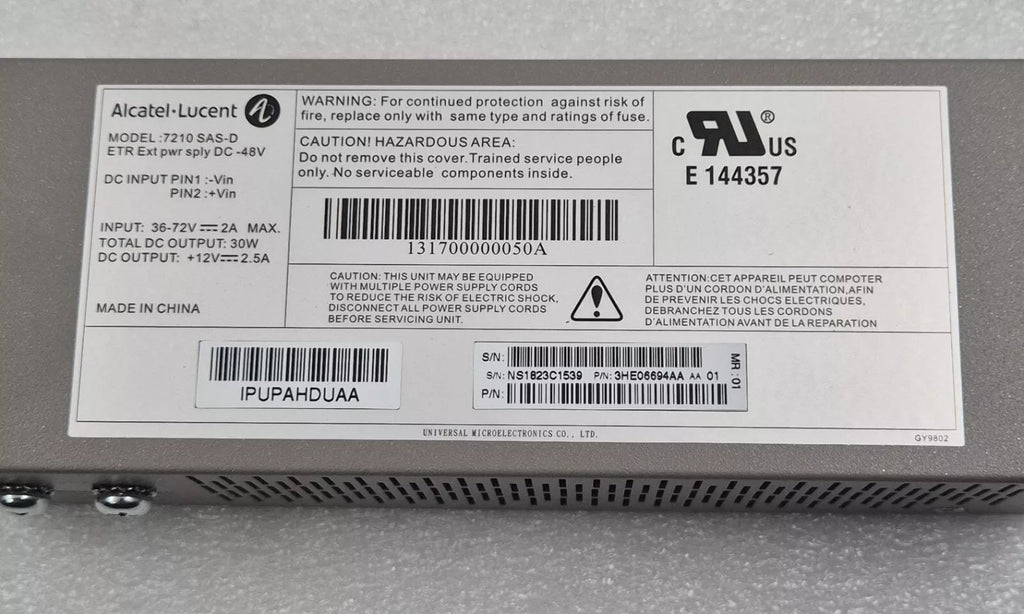 Alcatel·Lucent
MODEL :7210 SAS-D
ETR Ext pwr sply DC -48V
DC INPUT PIN1 :-Vin
PIN2 :+Vin
INPUT: 36-72V⎓2A MAX.
TOTAL DC OUTPUT: 30W
DC OUTPUT: +12V⎓2.5A
MADE IN CHINA
WARNING: For continued protection against risk of
fire, replace only with same type and ratings of fuse.
CAUTION! HAZARDOUS AREA:
Do not remove this cover.Trained service people
only. No serviceable components inside.
131700000050A
C RU® US
E 144357
CAUTION: THIS UNIT MAY BE EQUIPPED
WITH MULTIPLE POWER SUPPLY CORDS
TO REDUCE THE RISK OF ELECTRIC SHOCK,
DISCONNECT ALL POWER SUPPLY CORDS
BEFORE SERVICING UNIT.
ATTENTION:CET APPAREIL PEUT COMPOTER
PLUS D'UN CORDON D'ALIMENTATION,AFIN
DE PREVENIR LES CHOCS ELECTRIQUES,
DEBRANCHEZ TOUS LES CORDONS
D'ALIMENTATION AVANT DE LA REPARATION
IPUPAHDUAA
S/N:
S/N: NS1823C1539 P/N: 3HE06694AA AA 01
P/N:
MR:01
UNIVERSAL MICROELECTRONICS CO., LTD.
GY9802